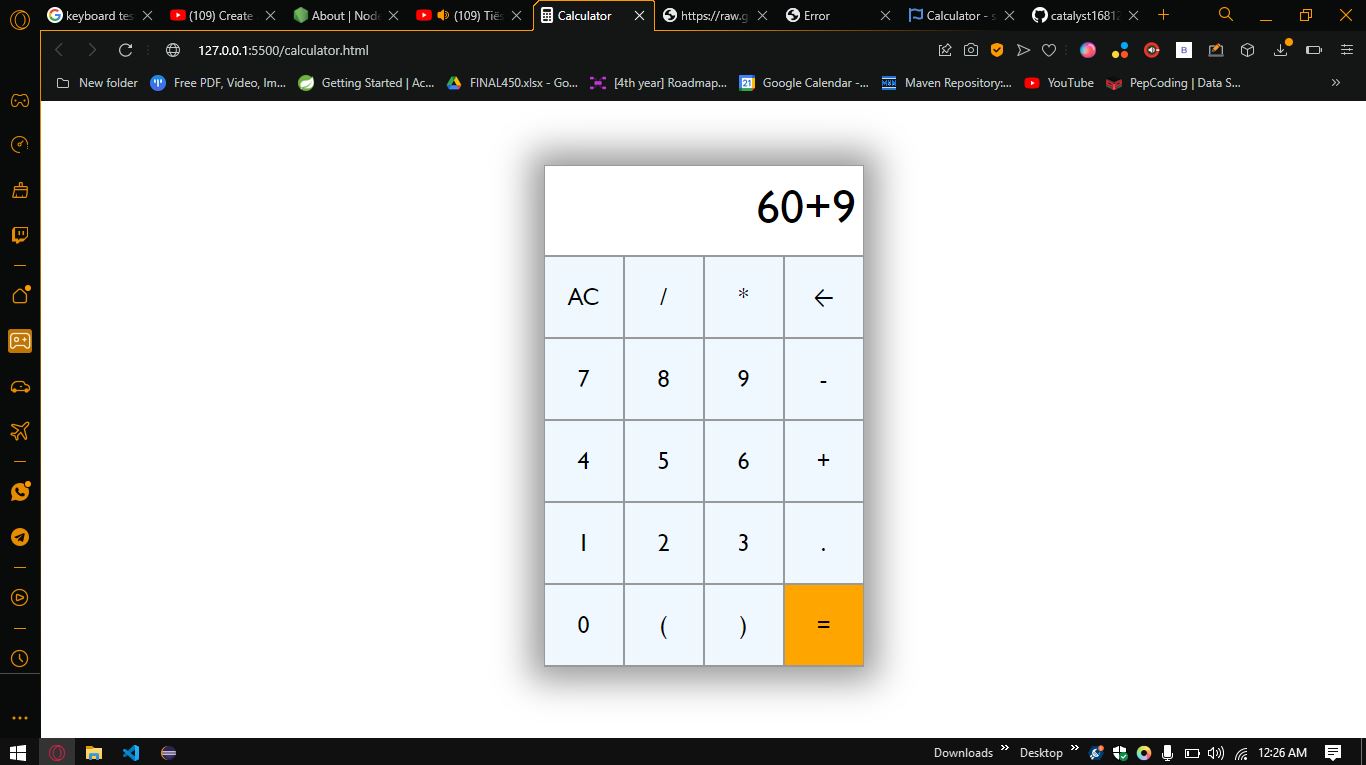 keyboard tes
(109) Create
About | Node
(109) Tiës
Calculator
https://raw.g
Error
Calculator - s
catalyst16812
127.0.0.1:5500/calculator.html
New folder
Free PDF, Video, Im...
Getting Started | Ac...
FINAL450.xlsx - Go...
[4th year] Roadmap...
21
Google Calendar -...
Maven Repository:...
YouTube
PepCoding | Data S...
60+9
AC / * ←
7 8 9 -
4 5 6 +
1 2 3 .
0 ( ) =
Downloads
Desktop
12:26 AM